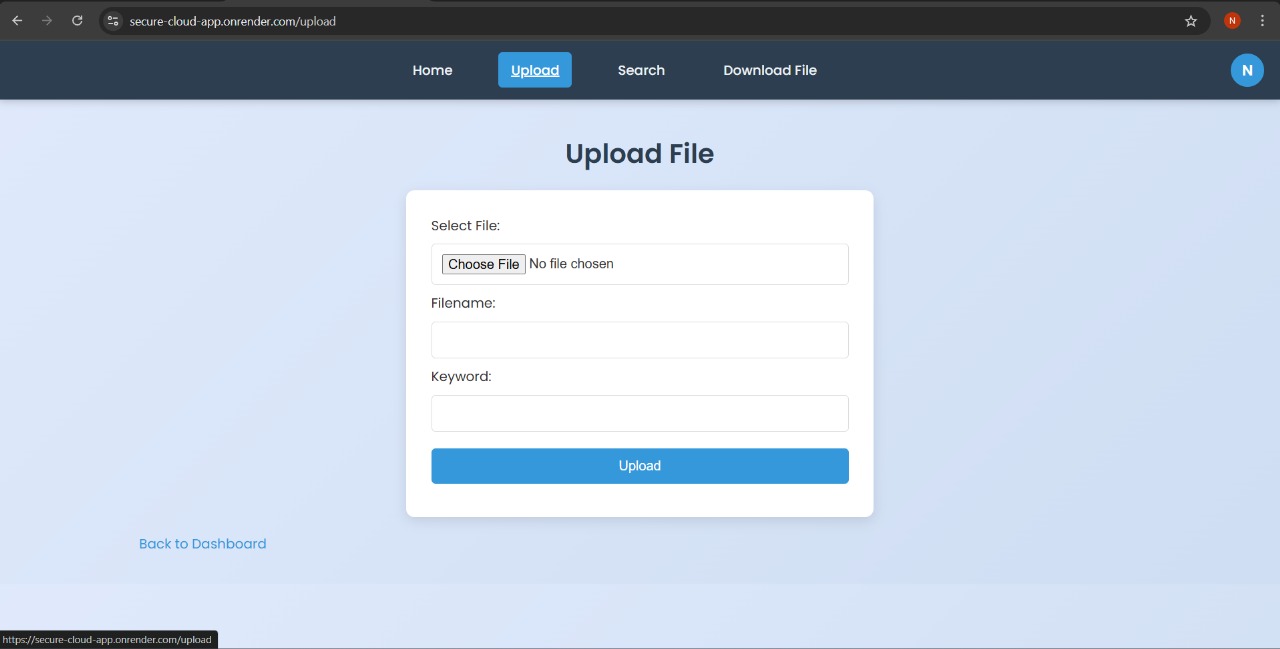 secure-cloud-app.onrender.com/upload
N
Home Upload Search Download File N
Upload File
Select File:
Choose File No file chosen
Filename:
Keyword:
Upload
Back to Dashboard
https://secure-cloud-app.onrender.com/upload